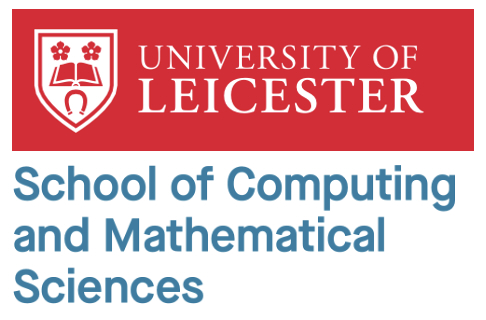 UNIVERSITY OF
LEICESTER
School of Computing
and Mathematical
Sciences